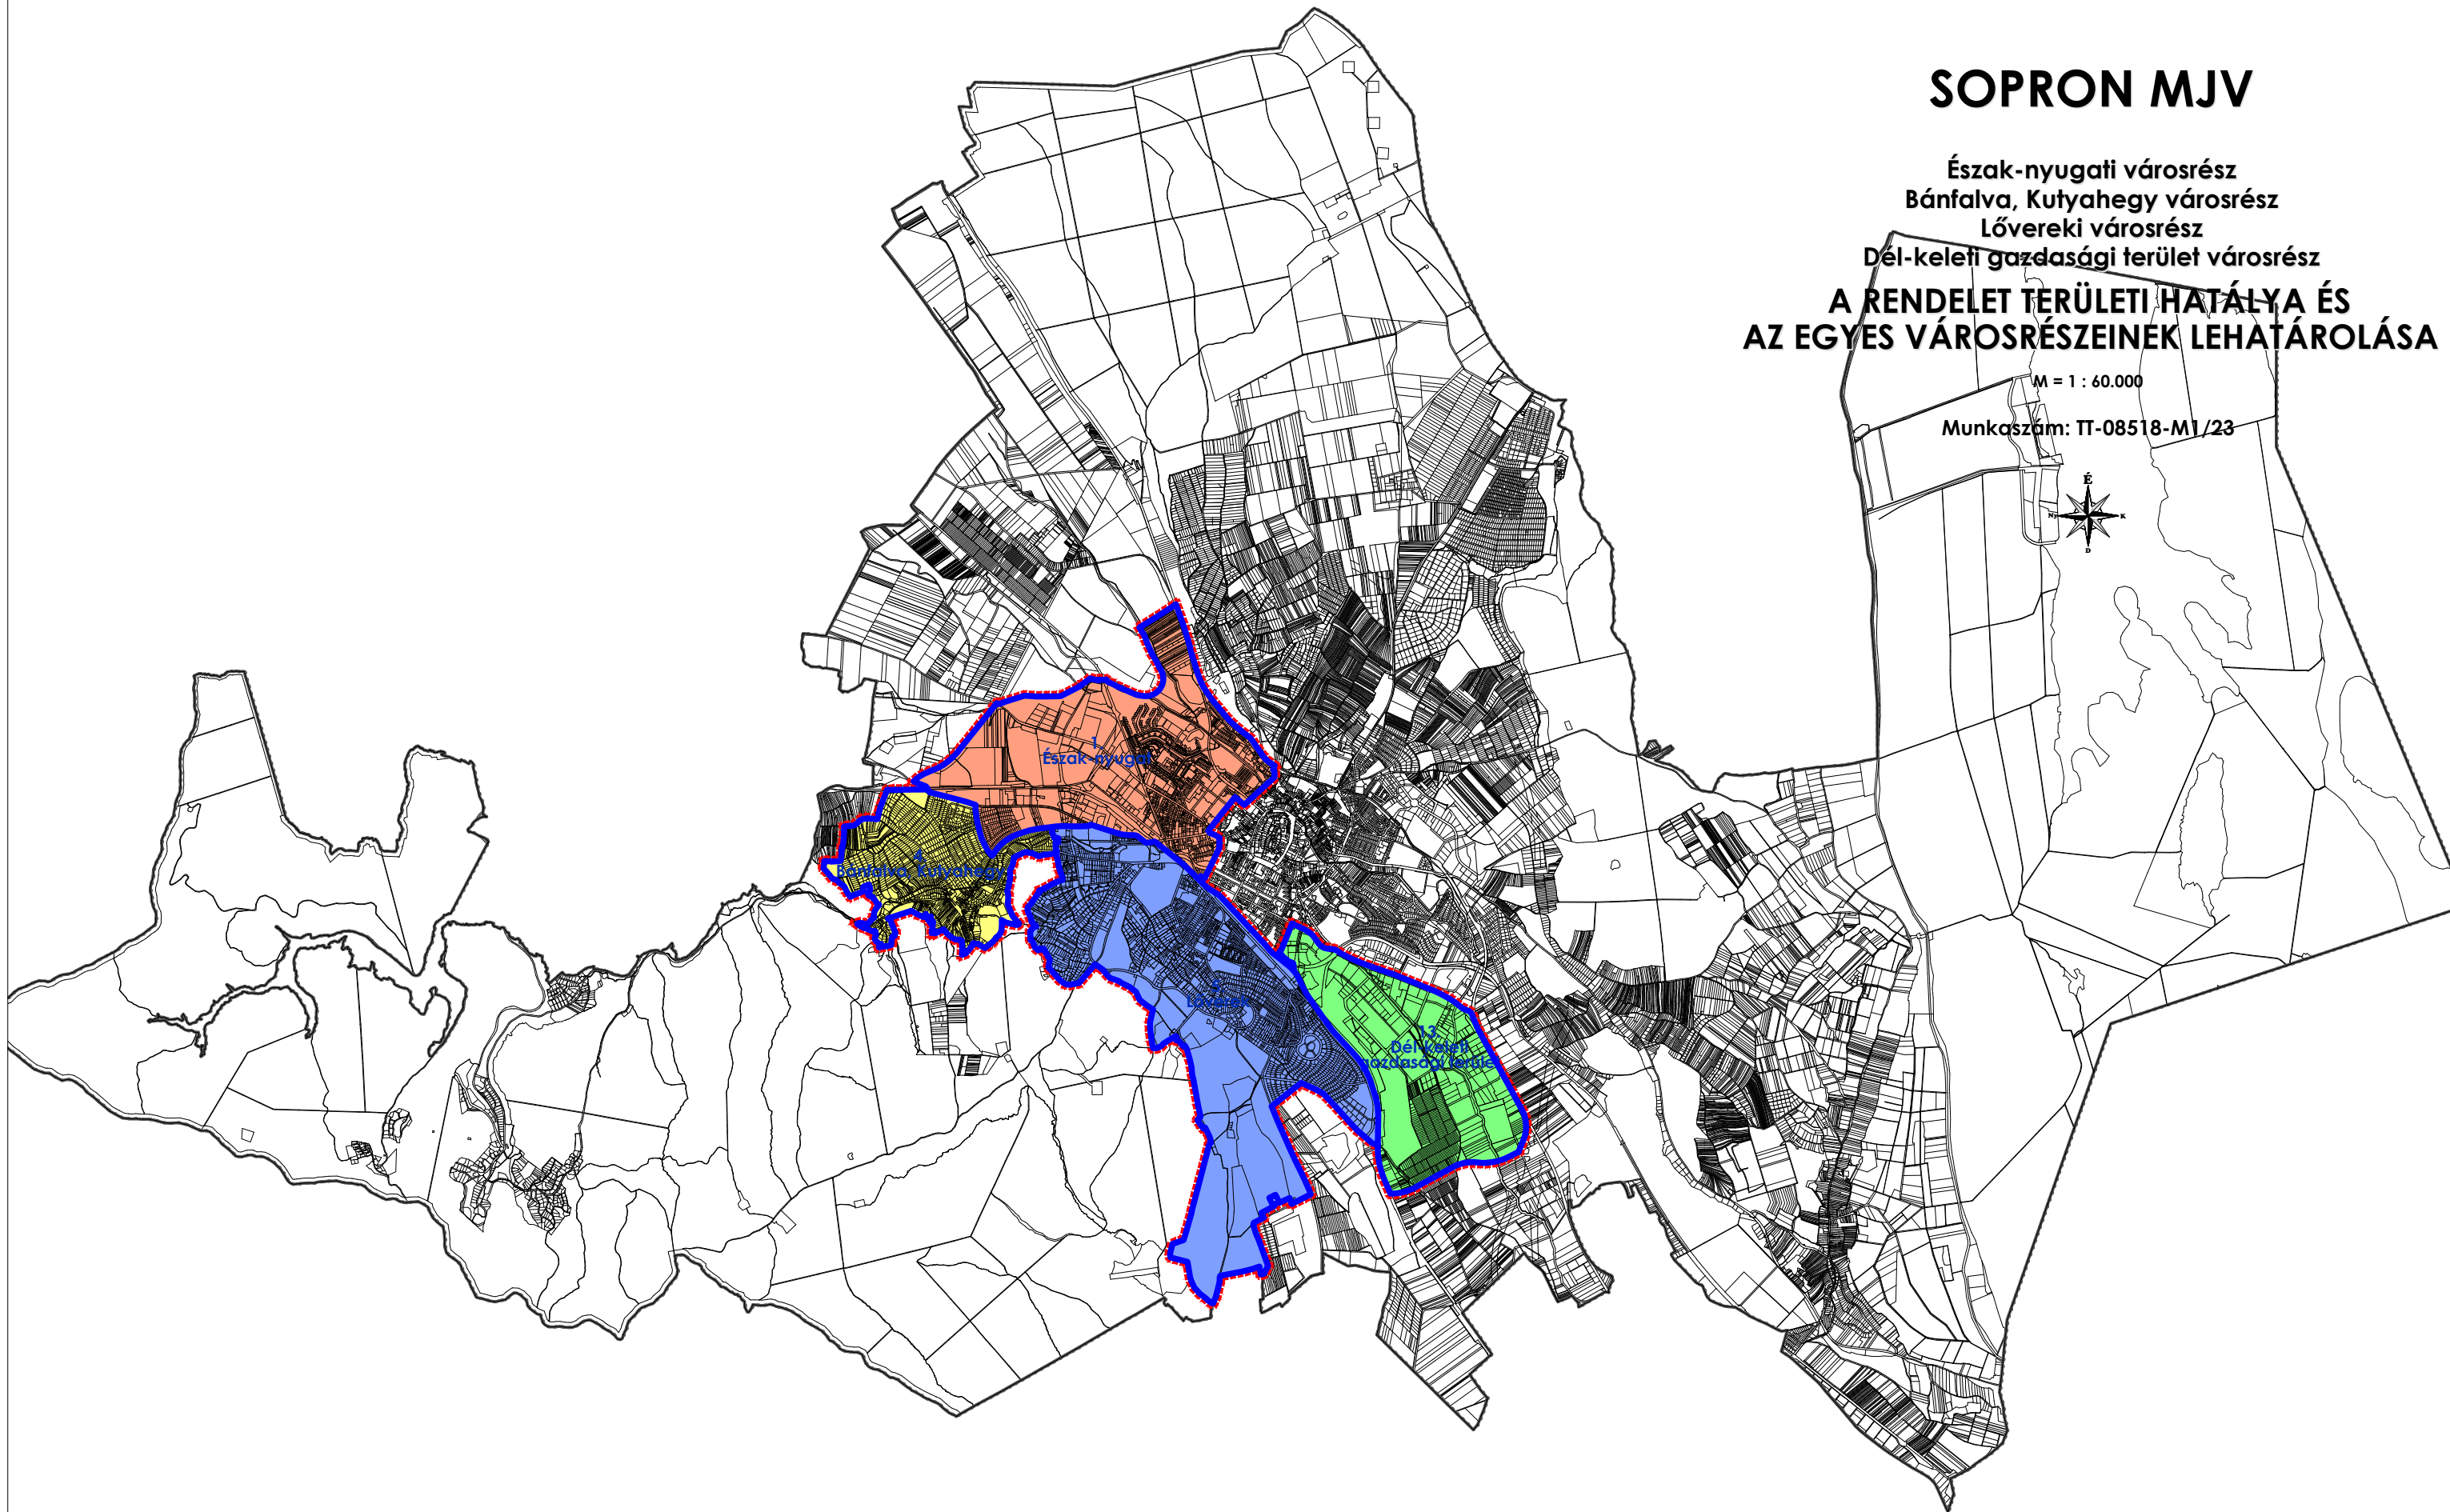 SOPRON MJV
Észak-nyugati városrész
Bánfalva, Kutyahegy városrész
Lővereki városrész
Dél-keleti gazdasági terület városrész
A RENDELET TERÜLETI HATÁLYA ÉS
AZ EGYES VÁROSRÉSZEINEK LEHATÁROLÁSA
M = 1 : 60.000
Munkaszám: TT-08518-M1/23
É
Ny
K
D
1.
Észak-nyugat
4.
Bánfalva, Kutyahegy
Lőverek
13.
Dél-keleti
gazdasági terület